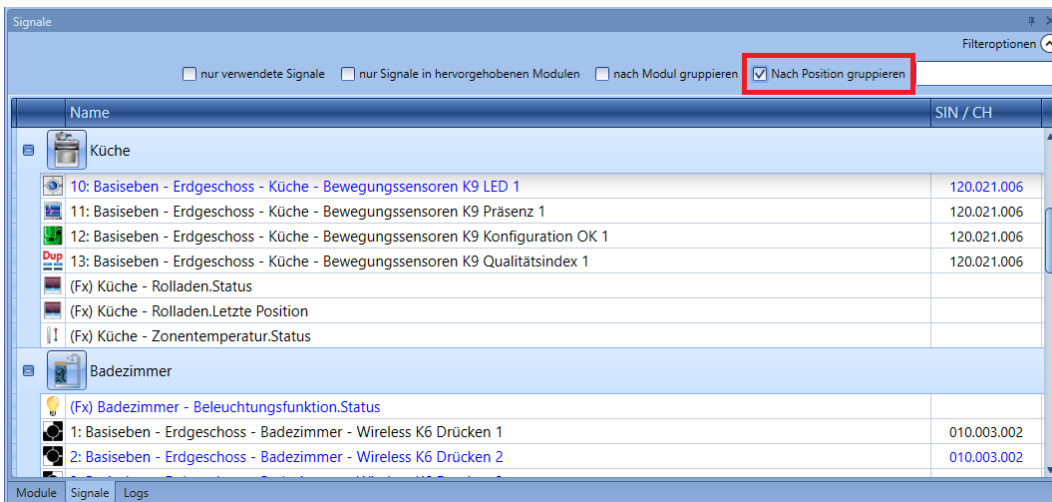 Signale
Filteroptionen
nur verwendete Signale nur Signale in hervorgehobenen Modulen nach Modul gruppieren Nach Position gruppieren
Name SIN / CH
Küche
10: Basiseben - Erdgeschoss - Küche - Bewegungssensoren K9 LED 1 120.021.006
11: Basiseben - Erdgeschoss - Küche - Bewegungssensoren K9 Präsenz 1 120.021.006
12: Basiseben - Erdgeschoss - Küche - Bewegungssensoren K9 Konfiguration OK 1 120.021.006
Dup 13: Basiseben - Erdgeschoss - Küche - Bewegungssensoren K9 Qualitätsindex 1 120.021.006
(Fx) Küche - Rolladen.Status
(Fx) Küche - Rolladen.Letzte Position
(Fx) Küche - Zonentemperatur.Status
Badezimmer
(Fx) Badezimmer - Beleuchtungsfunktion.Status
1: Basiseben - Erdgeschoss - Badezimmer - Wireless K6 Drücken 1 010.003.002
2: Basiseben - Erdgeschoss - Badezimmer - Wireless K6 Drücken 2 010.003.002
Module Signale Logs